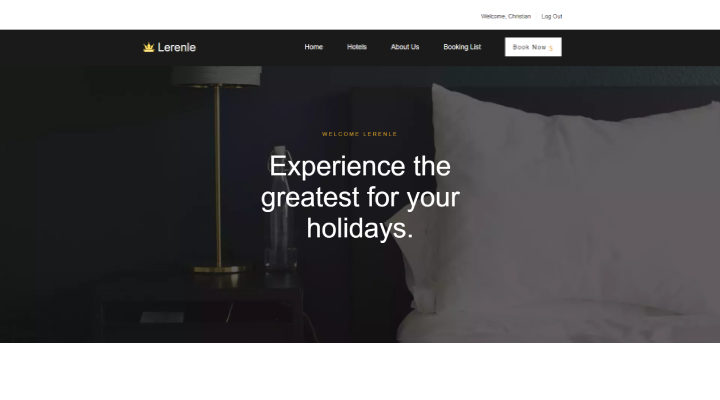 Welcome, Christian Log Out
Lerenle
Home Hotels About Us Booking List Book Now
WELCOME LERENLE
Experience the
greatest for your
holidays.